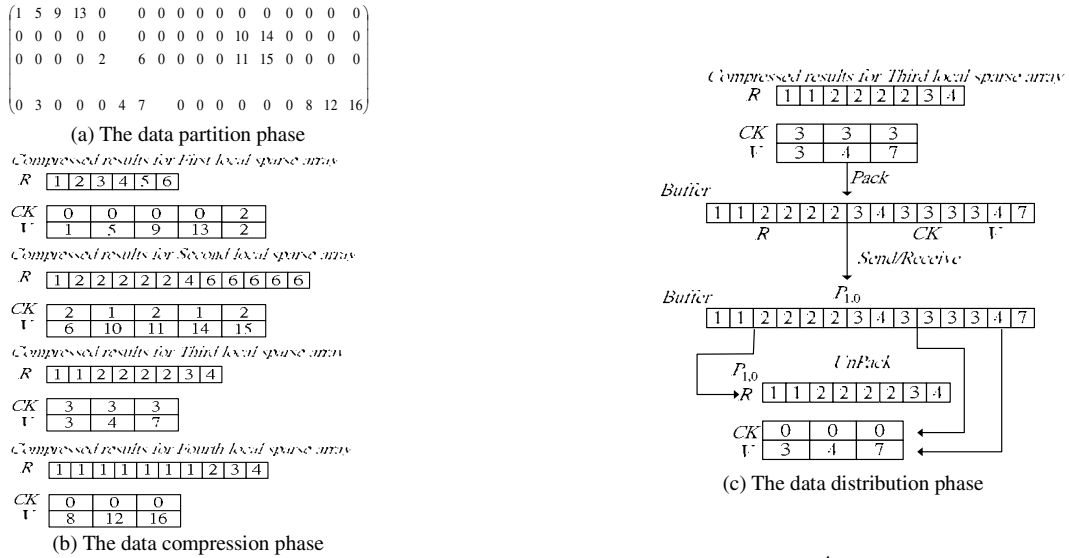 1 5 9 13 0 0 0 0 0 0 0 0 0 0 0 0
0 0 0 0 0 0 0 0 0 0 10 14 0 0 0 0
0 0 0 0 2 6 0 0 0 0 11 15 0 0 0 0
0 3 0 0 0 4 7 0 0 0 0 0 0 8 12 16
(a) The data partition phase
Compressed results for First local sparse array
R 1 2 3 4 5 6
CK 0 0 0 0 2
V 1 5 9 13 2
Compressed results for Second local sparse array
R 1 2 2 2 2 2 4 6 6 6 6 6
CK 2 1 2 1 2
V 6 10 11 14 15
Compressed results for Third local sparse array
R 1 1 2 2 2 2 3 4
CK 3 3 3
V 3 4 7
Compressed results for Fourth local sparse array
R 1 1 1 1 1 1 1 2 3 4
CK 0 0 0
V 8 12 16
(b) The data compression phase
Compressed results for Third local sparse array
R 1 1 2 2 2 2 3 4
CK 3 3 3
V 3 4 7
Pack
Buffer
1 1 2 2 2 2 3 4 3 3 3 3 4 7
R CK V
Send/Receive
Buffer P1,0
1 1 2 2 2 2 3 4 3 3 3 3 4 7
UnPack
P1,0
R 1 1 2 2 2 2 3 4
CK 0 0 0
V 3 4 7
(c) The data distribution phase